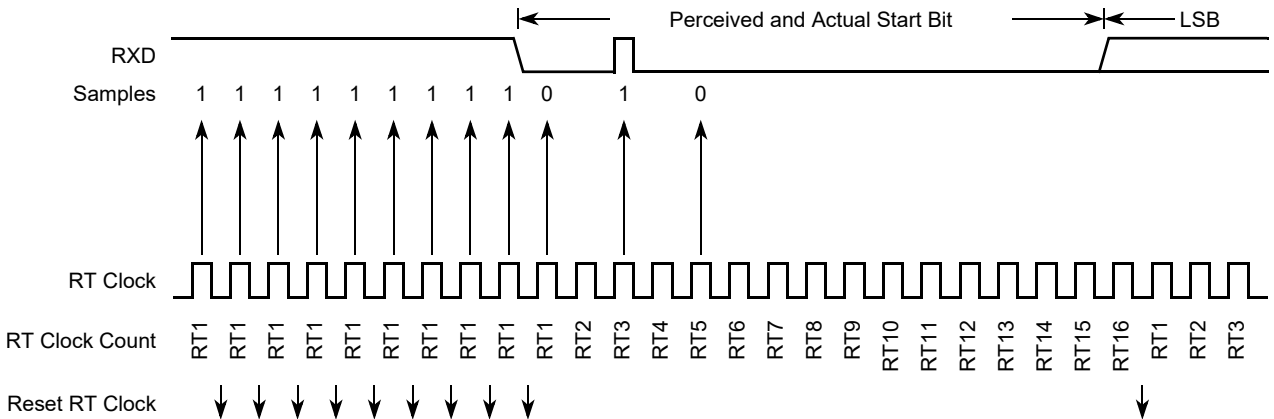 Perceived and Actual Start Bit LSB
RXD
Samples 1 1 1 1 1 1 1 1 1 0 1 0
RT Clock
RT Clock Count RT1 RT1 RT1 RT1 RT1 RT1 RT1 RT1 RT1 RT1 RT2 RT3 RT4 RT5 RT6 RT7 RT8 RT9 RT10 RT11 RT12 RT13 RT14 RT15 RT16 RT1 RT2 RT3
Reset RT Clock